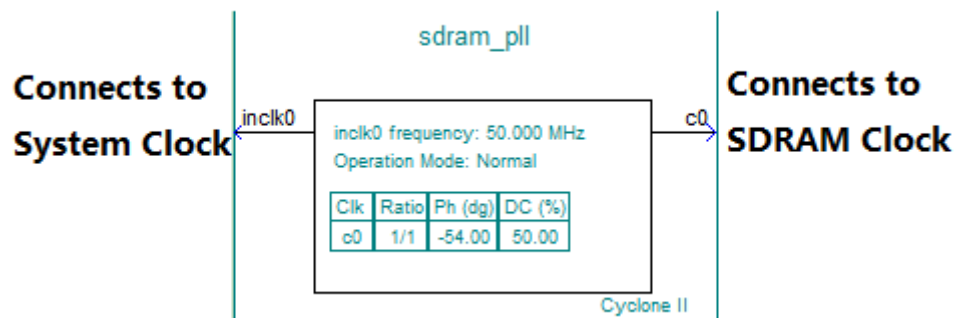 sdram_pll
Connects to
System Clock
inclk0
inclk0 frequency: 50.000 MHz
Operation Mode: Normal
Clk Ratio Ph (dg) DC (%)
c0 1/1 -54.00 50.00
c0
Connects to
SDRAM Clock
Cyclone II